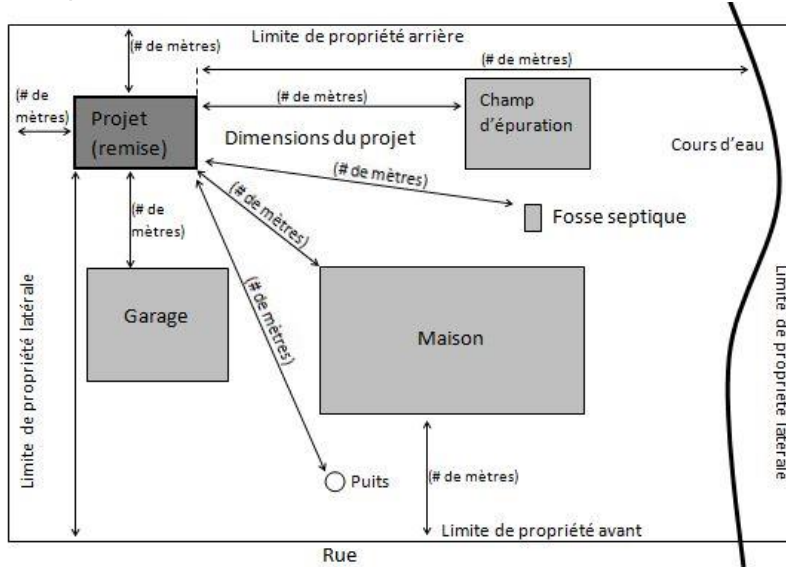 Limite de propriété arrière
(# de mètres)
(# de mètres)
(# de
mètres)
(# de mètres)
Projet
(remise)
Champ
d'épuration
Dimensions du projet
Cours d'eau
(# de mètres)
(# de mètres)
Fosse septique
(# de
mètres)
(# de mètres)
Limite de propriété latérale
Garage
Maison
Limite de propriété latérale
(# de mètres)
Puits
Limite de propriété avant
Rue